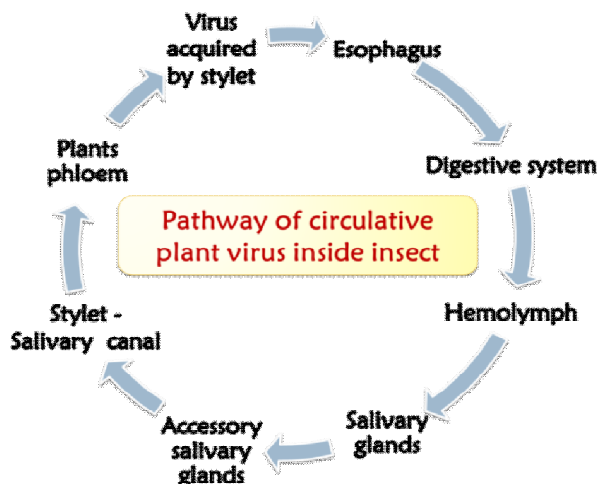 Virus
acquired
by stylet
Esophagus
Digestive system
Hemolymph
Salivary
glands
Accessory
salivary
glands
Stylet -
Salivary canal
Plants
phloem
Pathway of circulative
plant virus inside insect